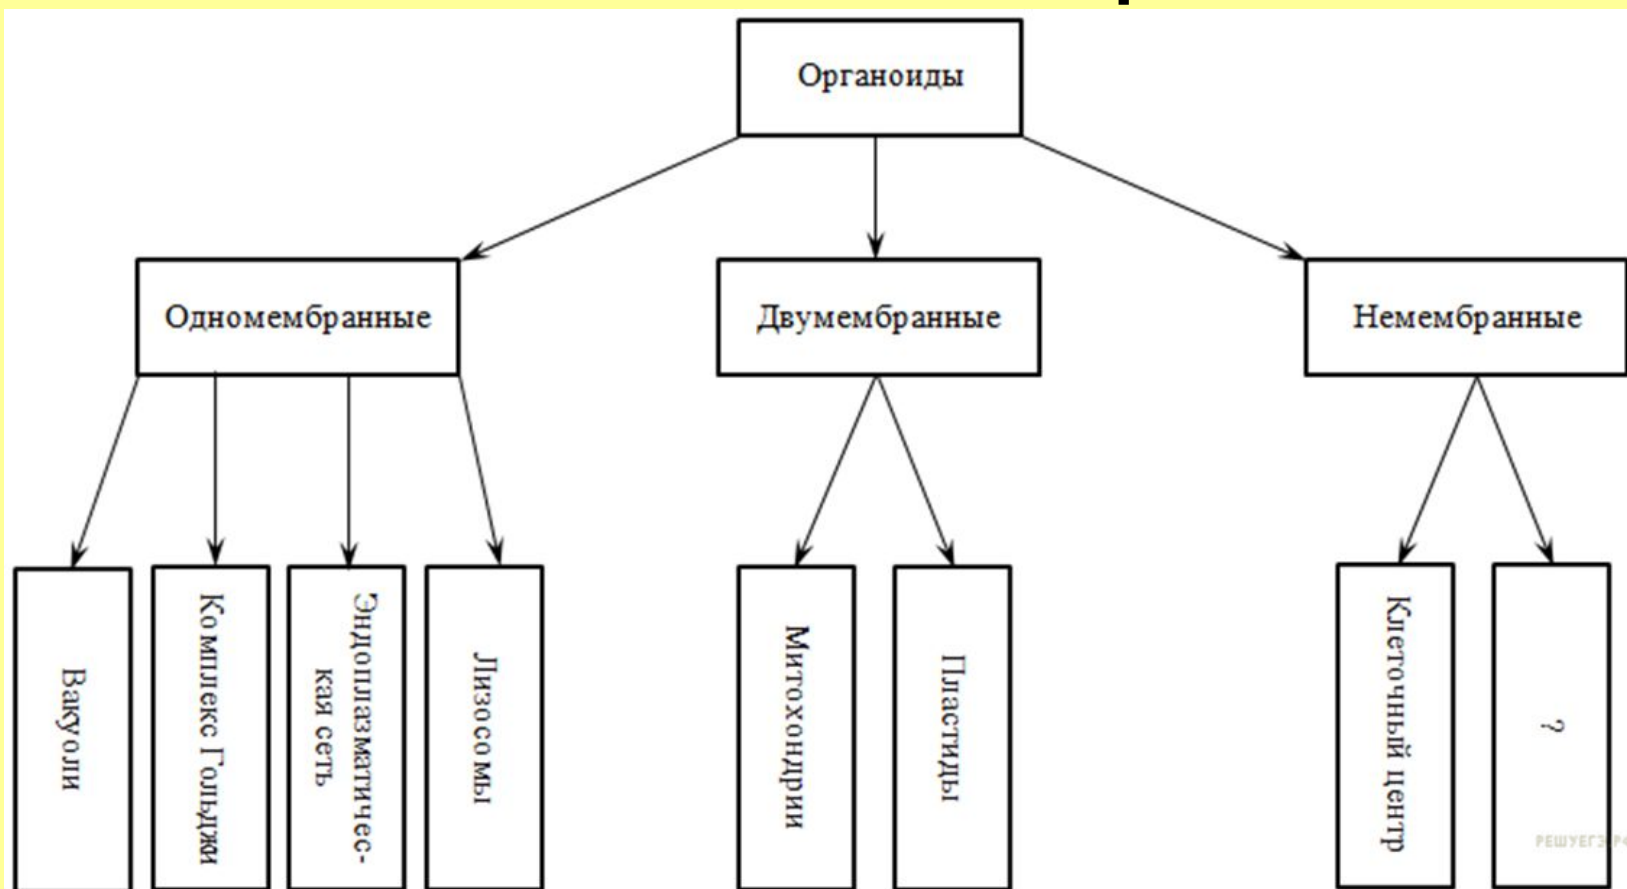 Органоиды
Одномембранные
Двумембранные
Немембранные
Вакуоли
Комплекс Гольджи
Эндоплазматичес-
кая сеть
Лизосомы
Митохондрии
Пластиды
Клеточный центр
?